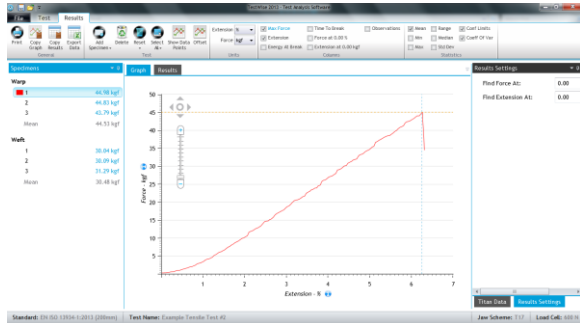 TestWise 2013 - Test Analysis Software
File Test Results
Print Copy Graph Copy Results Export Data Add Specimen Delete Reset Select All View Data Points Offset
Extension % Force kgf
Max Force Time To Break Observations
Extension Force at 0.00 %
Energy At Break Extension at 0.00 kgf
Mean Range Conf Limits
Min Median Coeff Of Var
Max Std Dev
General Test Units Columns Statistics
Specimens
Warp
1 44.98 kgf
2 44.83 kgf
3 43.79 kgf
Mean 44.53 kgf
Weft
1 30.04 kgf
2 30.09 kgf
3 31.29 kgf
Mean 30.48 kgf
Graph Results
50
45
40
35
30
25
20
15
10
5
Force - kgf
1 2 3 4 5 6 7
Extension - %
Results Settings
Find Force At: 0.00
Find Extension At: 0.00
Titan Data Results Settings
Standard: EN ISO 13934-1:2013 (200mm) Test Name: Example Tensile Test #2 Jaw Scheme: T17 Load Cell: 600 N